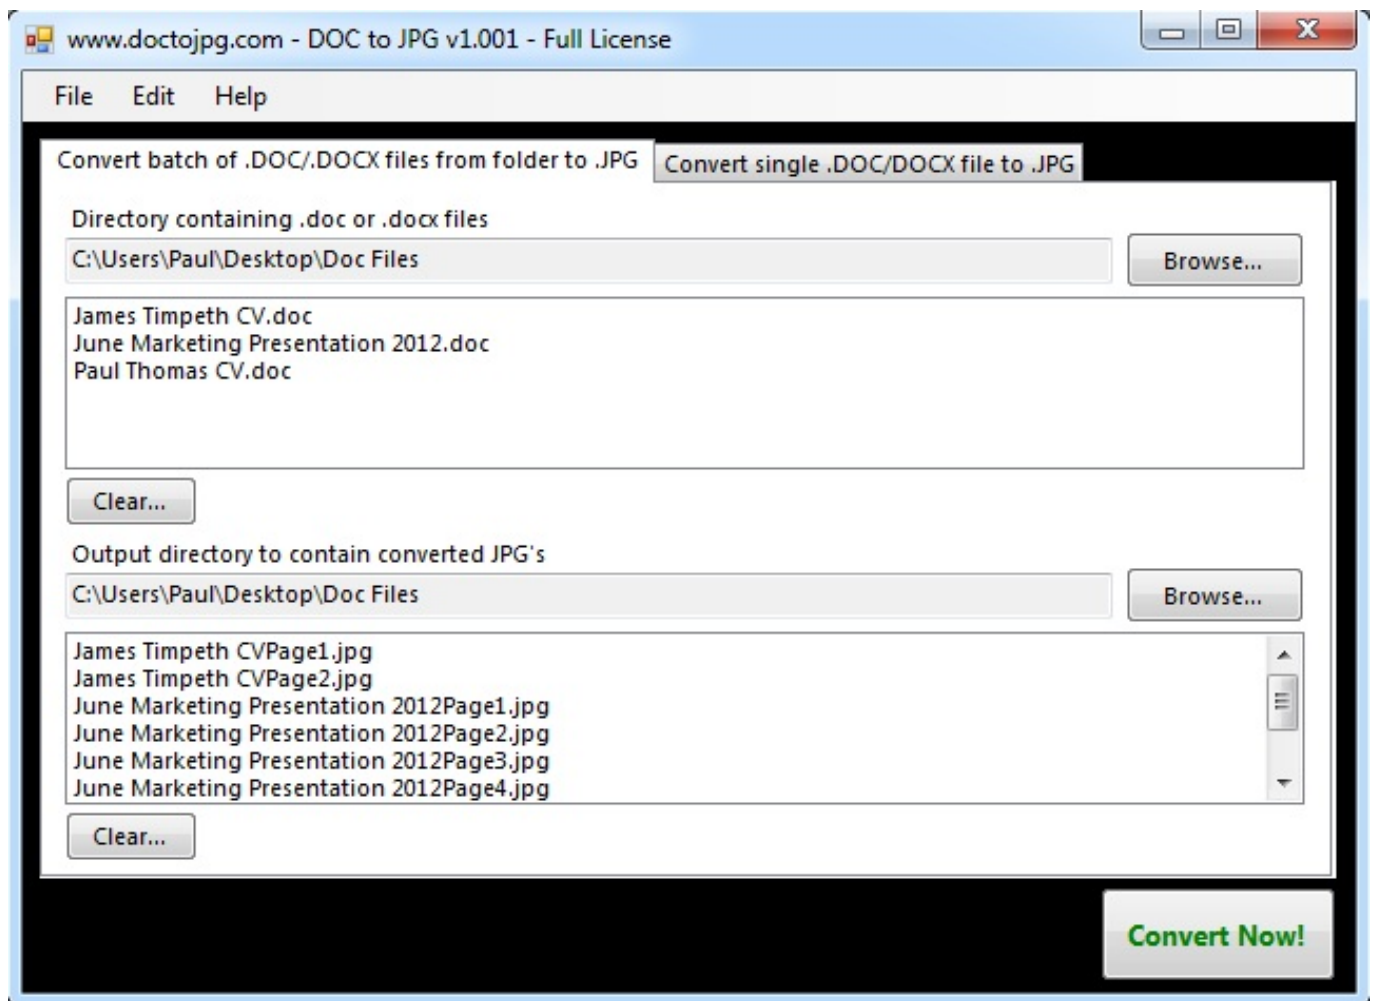 www.doctojpg.com - DOC to JPG v1.001 - Full License
File Edit Help
Convert batch of .DOC/.DOCX files from folder to .JPG
Convert single .DOC/DOCX file to .JPG
Directory containing .doc or .docx files
C:\Users\Paul\Desktop\Doc Files
Browse...
James Timpeth CV.doc
June Marketing Presentation 2012.doc
Paul Thomas CV.doc
Clear...
Output directory to contain converted JPG's
C:\Users\Paul\Desktop\Doc Files
Browse...
James Timpeth CVPage1.jpg
James Timpeth CVPage2.jpg
June Marketing Presentation 2012Page1.jpg
June Marketing Presentation 2012Page2.jpg
June Marketing Presentation 2012Page3.jpg
June Marketing Presentation 2012Page4.jpg
Clear...
Convert Now!